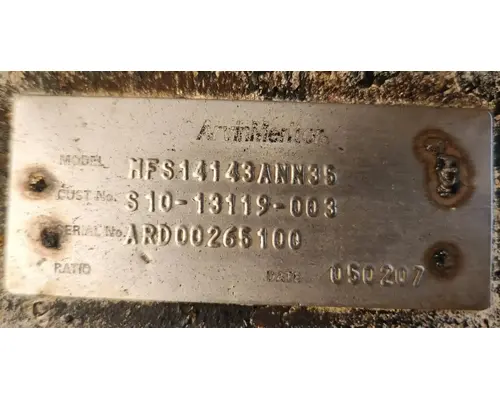 ArvinMeritor
MODEL MFS14143ANN35
CUST No. S10-13119-003
SERIAL No. ARD00265100
RATIO DATE 050207